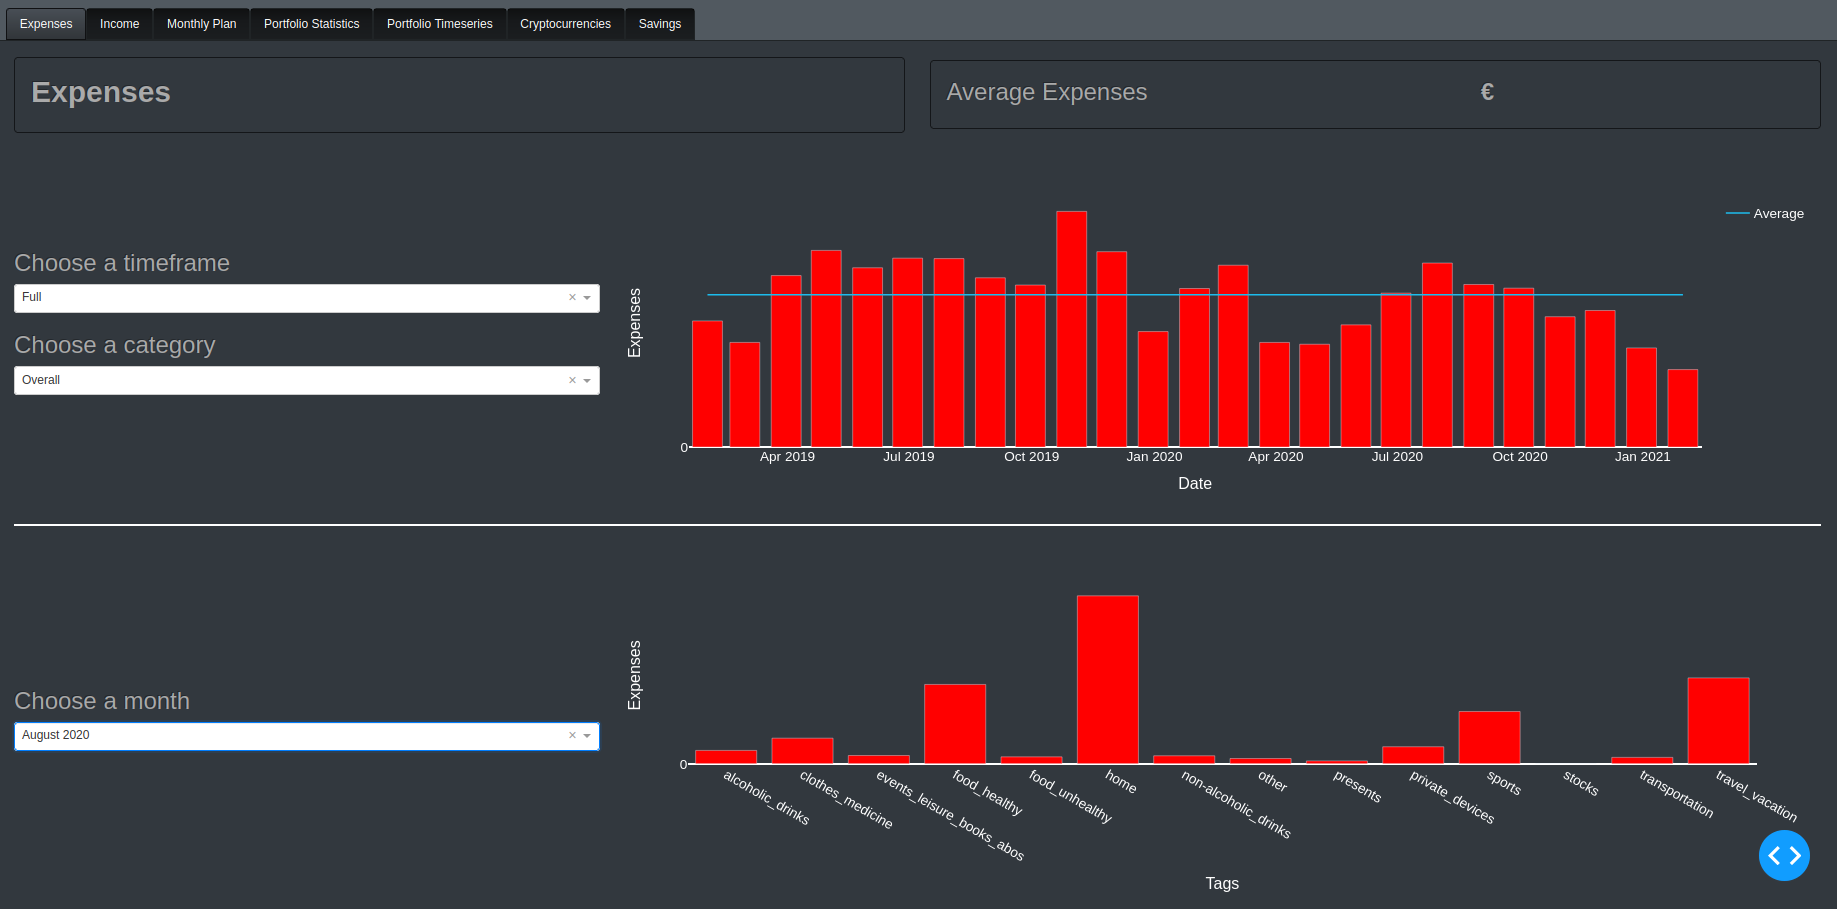 Expenses Income Monthly Plan Portfolio Statistics Portfolio Timeseries Cryptocurrencies Savings
Expenses
Average Expenses €
Choose a timeframe
Full × 
Choose a category
Overall ×
Expenses
Average
0
Apr 2019 Jul 2019 Oct 2019 Jan 2020 Apr 2020 Jul 2020 Oct 2020 Jan 2021
Date
Choose a month
August 2020 ×
Expenses
0
alcoholic_drinks
clothes_medicine
events_leisure_books_abos
food_healthy
food_unhealthy
home
non-alcoholic_drinks
other
presents
private_devices
sports
stocks
transportation
travel_vacation
Tags